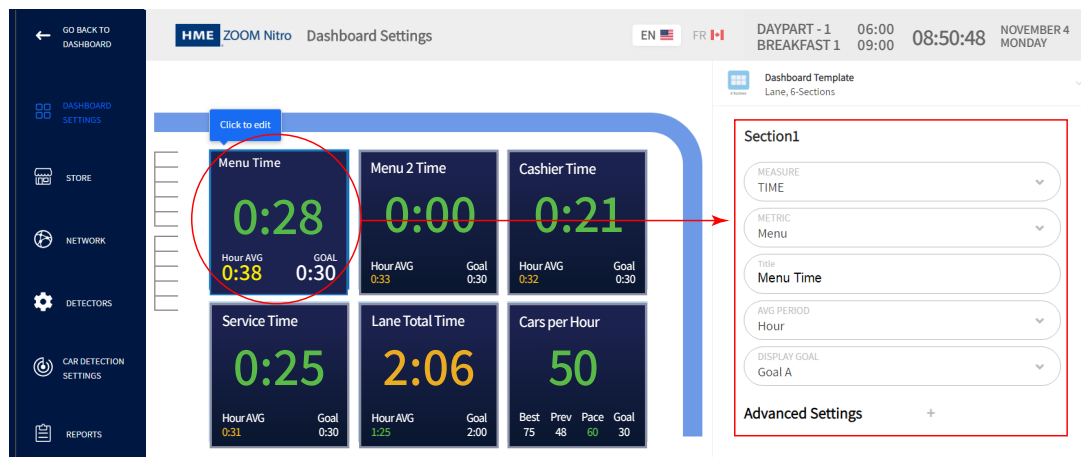 GO BACK TO
DASHBOARD
HME ZOOM Nitro Dashboard Settings
EN FR
DAYPART - 1 06:00
BREAKFAST 1 09:00
08:50:48
NOVEMBER 4
MONDAY
DASHBOARD
SETTINGS
STORE
NETWORK
DETECTORS
CAR DETECTION
SETTINGS
REPORTS
Click to edit
Menu Time
0:28
Hour AVG GOAL
0:38 0:30
Menu 2 Time
0:00
Hour AVG Goal
0:33 0:30
Cashier Time
0:21
Hour AVG Goal
0:32 0:30
Service Time
0:25
Hour AVG Goal
0:31 0:30
Lane Total Time
2:06
Hour AVG Goal
1:25 2:00
Cars per Hour
50
Best Prev Pace Goal
75 48 60 30
Dashboard Template
Lane, 6-Sections
Section1
MEASURE
TIME
METRIC
Menu
Title
Menu Time
AVG PERIOD
Hour
DISPLAY GOAL
Goal A
Advanced Settings +